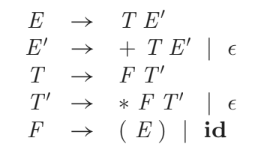 E → T E′
E′ → + T E′ | ϵ
T → F T′
T′ → * F T′ | ϵ
F → ( E ) | id